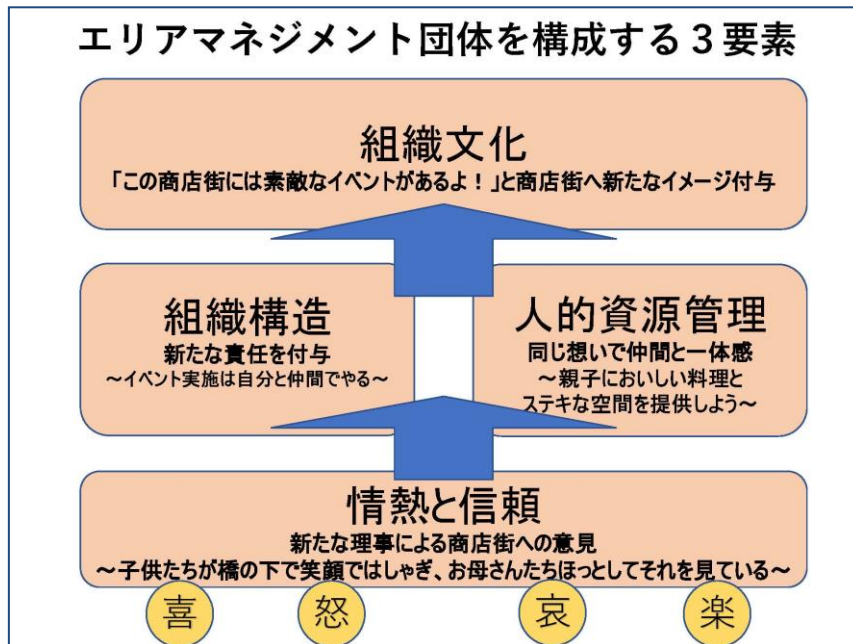 エリアマネジメント団体を構成する３要素
組織文化
「この商店街には素敵なイベントがあるよ！」と商店街へ新たなイメージ付与
組織構造
新たな責任を付与
～イベント実施は自分と仲間でやる～
人的資源管理
同じ想いで仲間と一体感
～親子においしい料理と
ステキな空間を提供しよう～
情熱と信頼
新たな理事による商店街への意見
～子供たちが橋の下で笑顔ではしゃぎ、お母さんたちほっとしてそれを見ている～
喜
怒
哀
楽